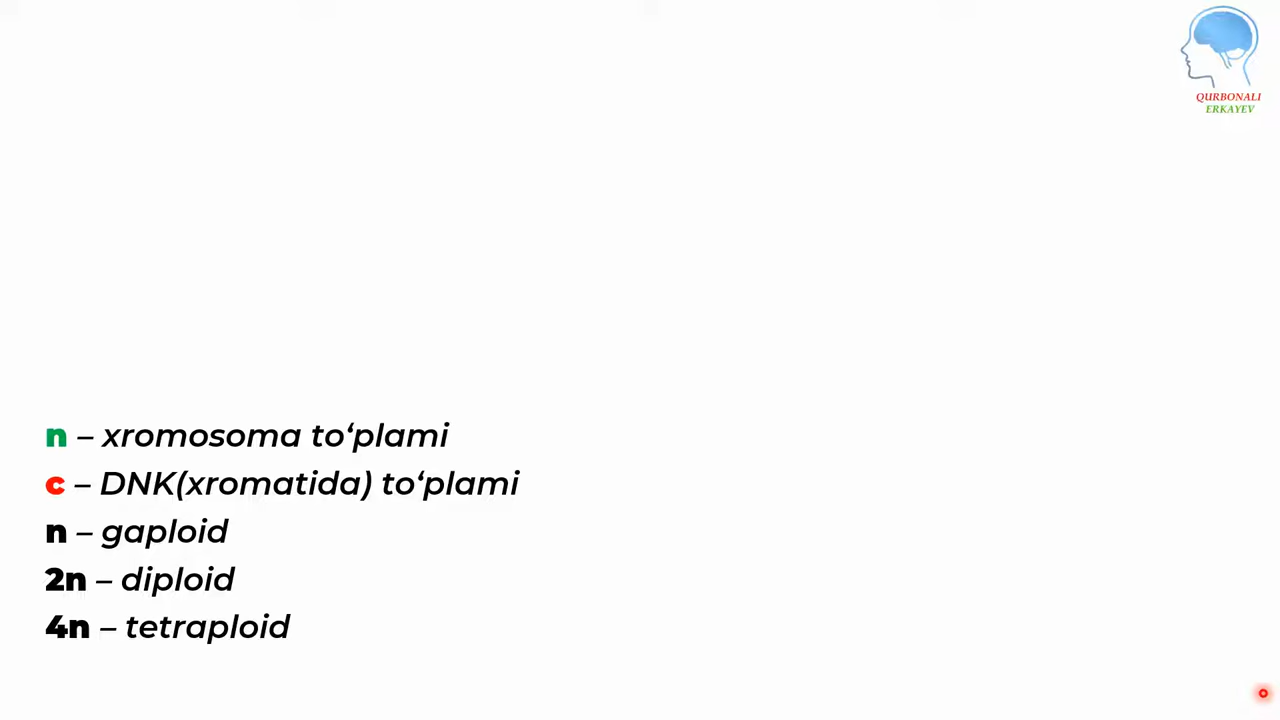 QURBONALI
ERKAYEV
n – xromosoma to‘plami
c – DNK(xromatida) to‘plami
n – gaploid
2n – diploid
4n – tetraploid